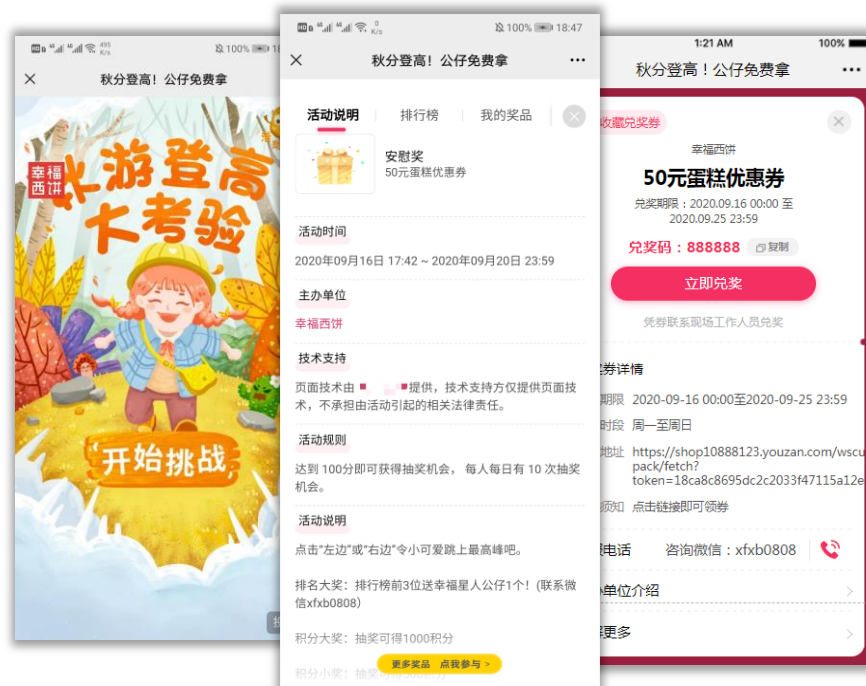 495
K/s
100%
秋分登高！公仔免费拿
幸福
西饼
游登高
大考验
开始挑战
0
K/s
100%
18:47
秋分登高！公仔免费拿
活动说明
排行榜
我的奖品
安慰奖
50元蛋糕优惠券
活动时间
2020年09月16日 17:42 ~ 2020年09月20日 23:59
主办单位
幸福西饼
技术支持
页面技术由
提供，技术支持方仅提供页面技
术，不承担由活动引起的相关法律责任。
活动规则
达到 100分即可获得抽奖机会， 每人每日有 10 次抽奖
机会。
活动说明
点击“左边”或“右边”令小可爱跳上最高峰吧。
排名大奖：排行榜前3位送幸福星人公仔1个！(联系微
信xfxb0808）
积分大奖：抽奖可得1000积分
积分小奖：抽奖可得500积分
更多奖品 点我参与 >
1:21 AM
100%
秋分登高！公仔免费拿
收藏兑奖券
幸福西饼
50元蛋糕优惠券
兑奖期限：2020.09.16 00:00 至
2020.09.25 23:59
兑奖码：888888
复制
立即兑奖
凭券联系现场工作人员兑奖
券详情
期限 2020-09-16 00:00至2020-09-25 23:59
时段 周一至周日
地址 https://shop10888123.youzan.com/wscu
pack/fetch?
token=18ca8c8695dc2c2033f47115a12e
须知 点击链接即可领券
电话 咨询微信：xfxb0808
单位介绍
更多